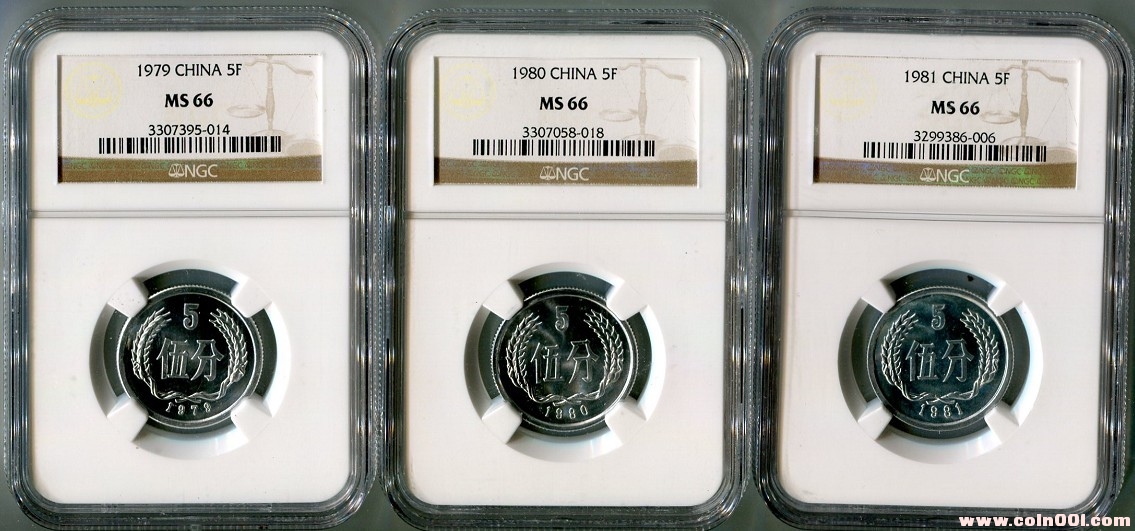 1979 CHINA 5F
MS 66
3307395-014
NGC
5
伍分
1979
1980 CHINA 5F
MS 66
3307058-018
NGC
5
伍分
1980
1981 CHINA 5F
MS 66
3299386-006
NGC
5
伍分
1981
www.coin001.com